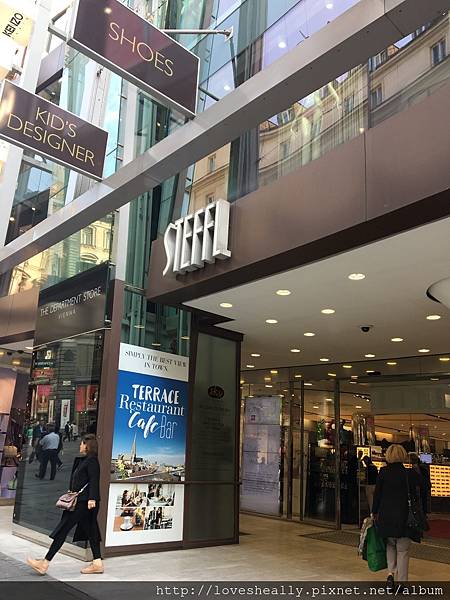 KENZO
SHOES
KID'S
DESIGNER
STEFFL
THE DEPARTMENT STORE
VIENNA
SIMPLY THE BEST VIEW
IN TOWN
TERRACE
Restaurant
Cafe
Bar
http://lovesheally.pixnet.net/album